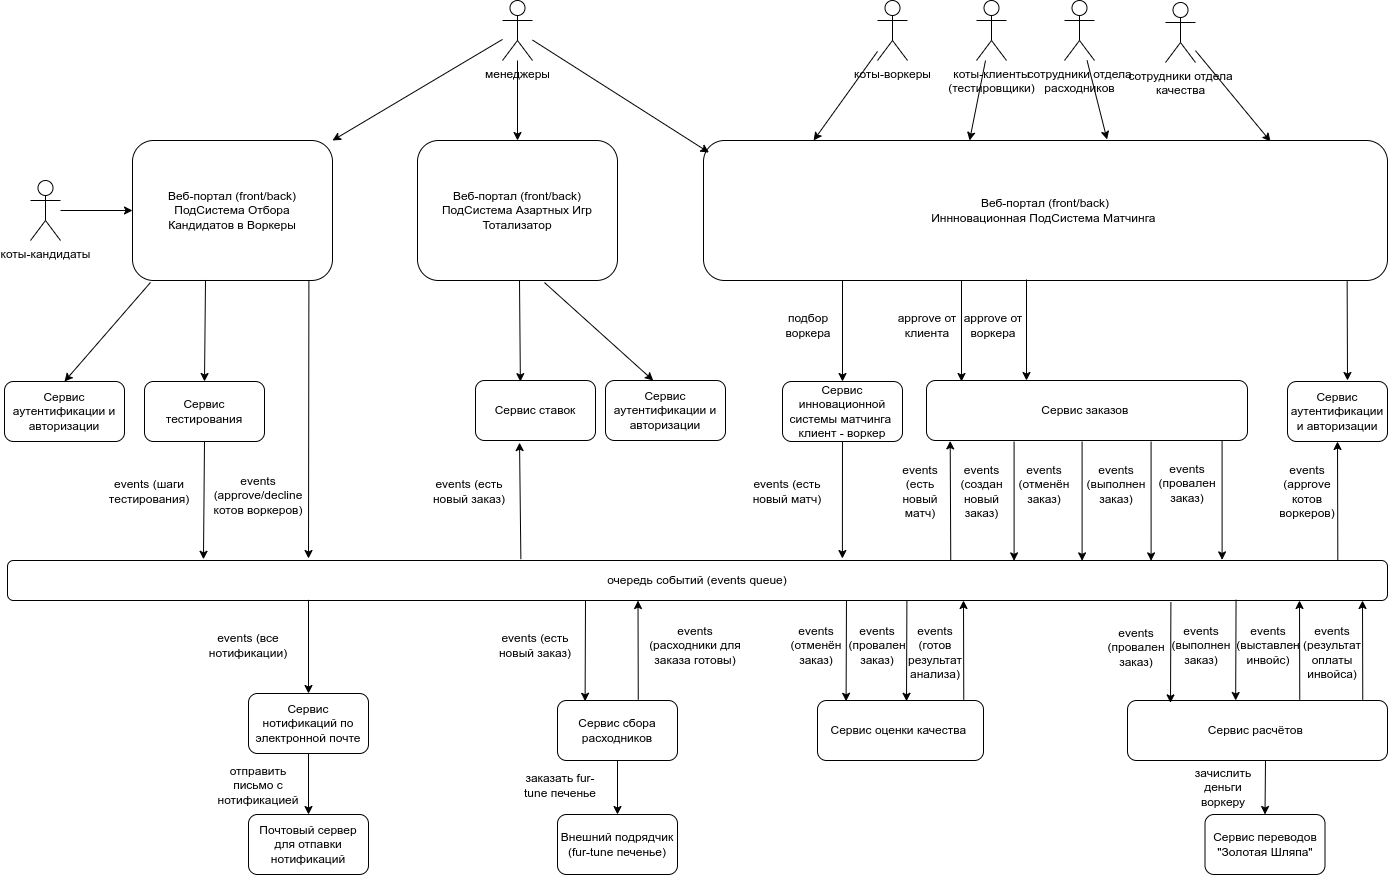 менеджеры
коты-воркеры
коты-клиенты
(тестировщики)
сотрудники отдела
расходников
сотрудники отдела
качества
коты-кандидаты
Веб-портал (front/back)
ПодСистема Отбора
Кандидатов в Воркеры
Веб-портал (front/back)
ПодСистема Азартных Игр
Тотализатор
Веб-портал (front/back)
Иннновационная ПодСистема Матчинга
подбор
воркера
approve от
клиента
approve от
воркера
Сервис
аутентификации и
авторизации
Сервис
тестирования
Сервис ставок
Сервис
аутентификации и
авторизации
Сервис
инновационной
системы матчинга
клиент - воркер
Сервис заказов
Сервис
аутентификации
и авторизации
events (шаги
тестирования)
events
(approve/decline
котов воркеров)
events (есть
новый заказ)
events (есть
новый матч)
events
(есть
новый
матч)
events
(создан
новый
заказ)
events
(отменён
заказ)
events
(выполнен
заказ)
events
(провален
заказ)
events
(approve
котов
воркеров)
очередь событий (events queue)
events (все
нотификации)
events (есть
новый заказ)
events
(расходники для
заказа готовы)
events
(отменён
заказ)
events
(провален
заказ)
events
(готов
результат
анализа)
events
(провален
заказ)
events
(выполнен
заказ)
events
(выставлен
инвойс)
events
(результат
оплаты
инвойса)
Сервис
нотификаций по
электронной почте
Сервис сбора
расходников
Сервис оценки качества
Сервис расчётов
отправить
письмо с
нотификацией
заказать fur-
tune печенье
зачислить
деньги
воркеру
Почтовый сервер
для отпавки
нотификаций
Внешний подрядчик
(fur-tune печенье)
Сервис переводов
"Золотая Шляпа"